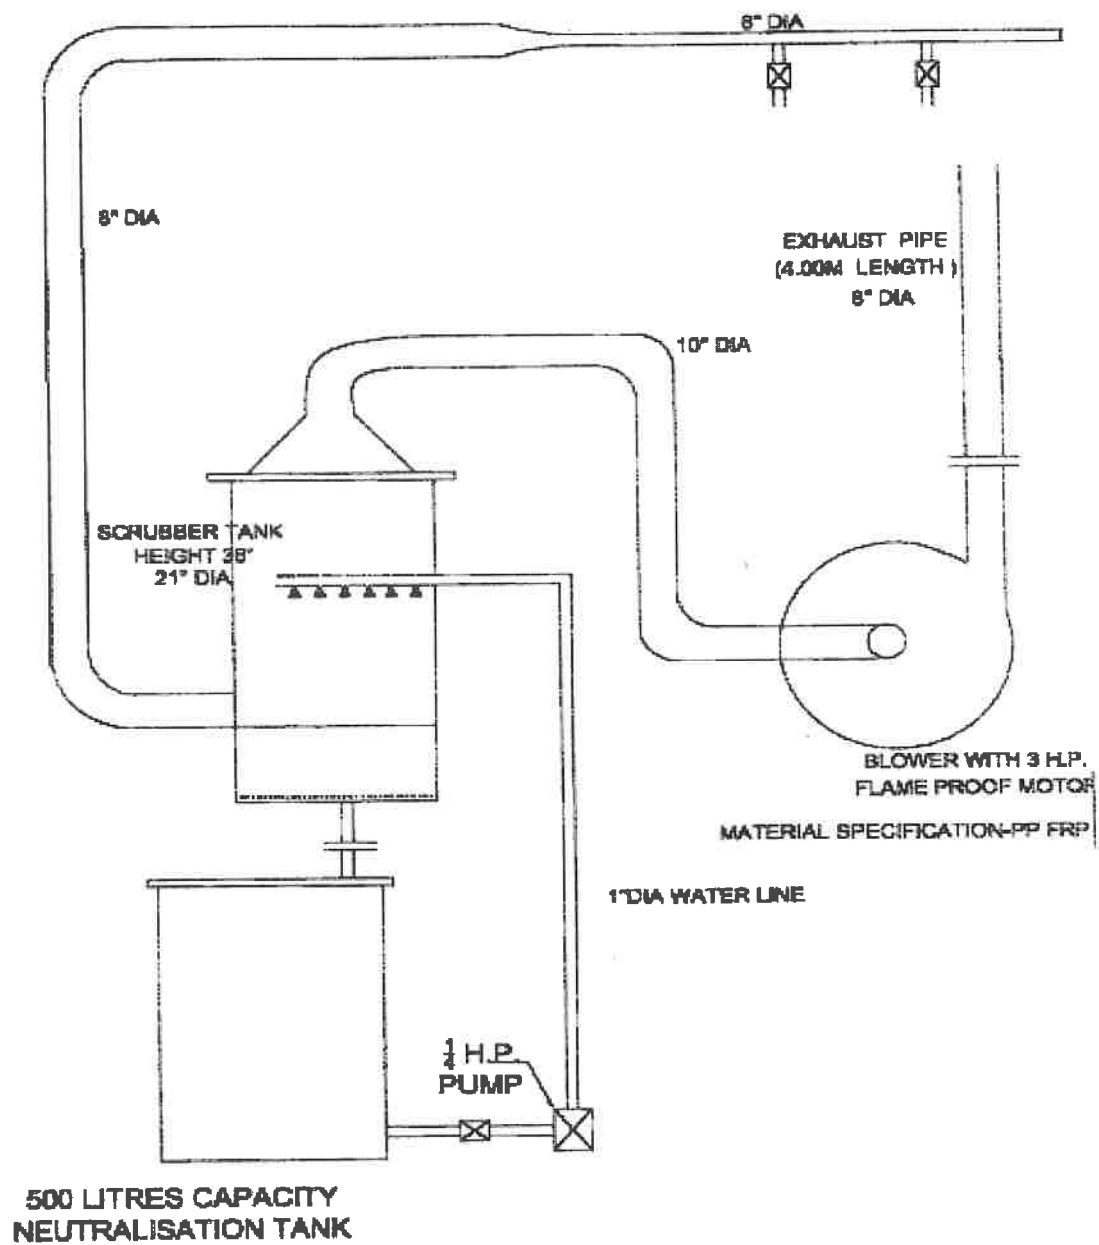 6" DIA
8" DIA
EXHAUST PIPE
(4.00M LENGTH)
8" DIA
10" DIA
SCRUBBER TANK
HEIGHT 36"
21" DIA
BLOWER WITH 3 H.P.
FLAME PROOF MOTOR
MATERIAL SPECIFICATION-PP FRP
1"DIA WATER LINE
1/4 H.P.
PUMP
500 LITRES CAPACITY
NEUTRALISATION TANK